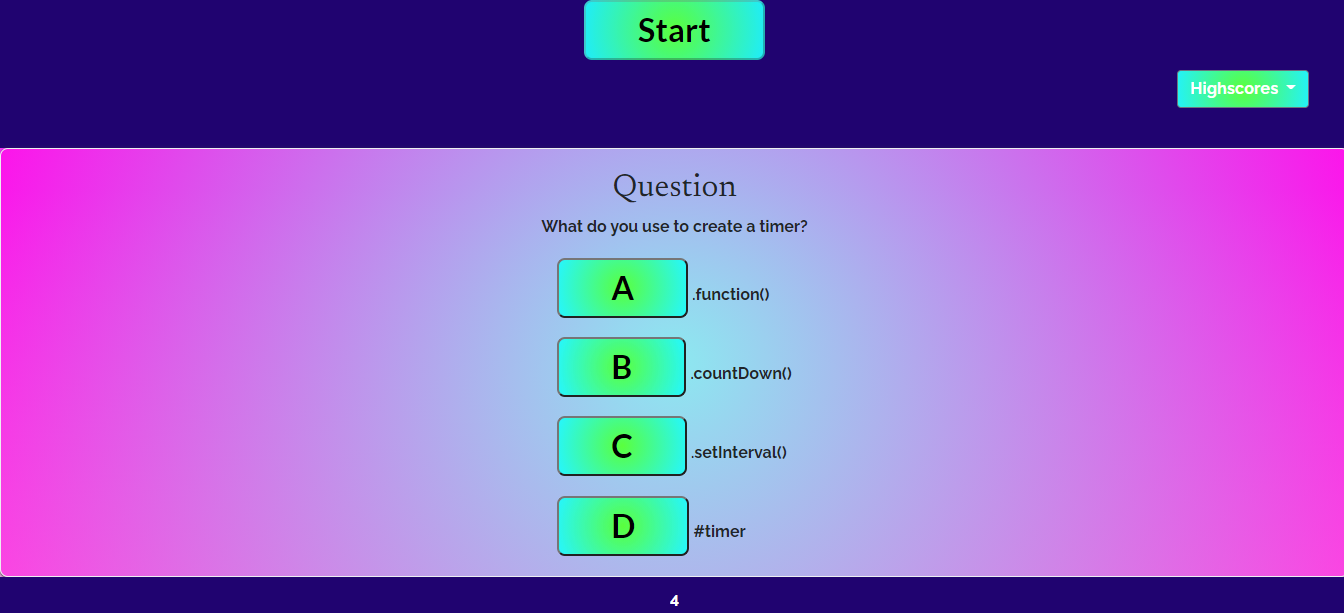 Start
Highscores
Question
What do you use to create a timer?
A .function()
B .countDown()
C .setInterval()
D #timer
4